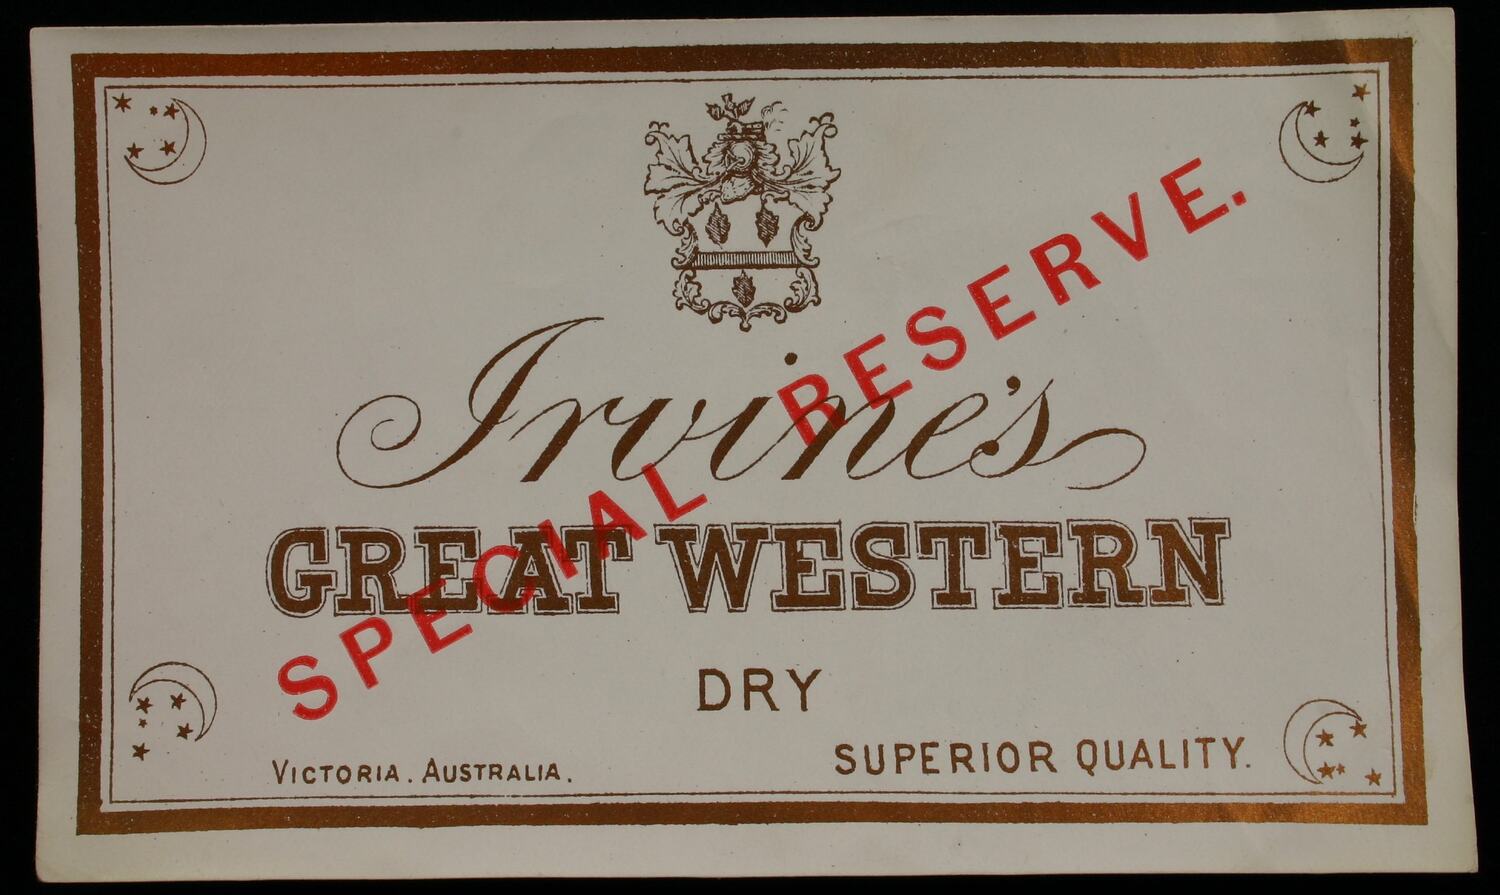 Irvine's
SPECIAL RESERVE.
GREAT WESTERN
DRY
SUPERIOR QUALITY.
VICTORIA. AUSTRALIA.